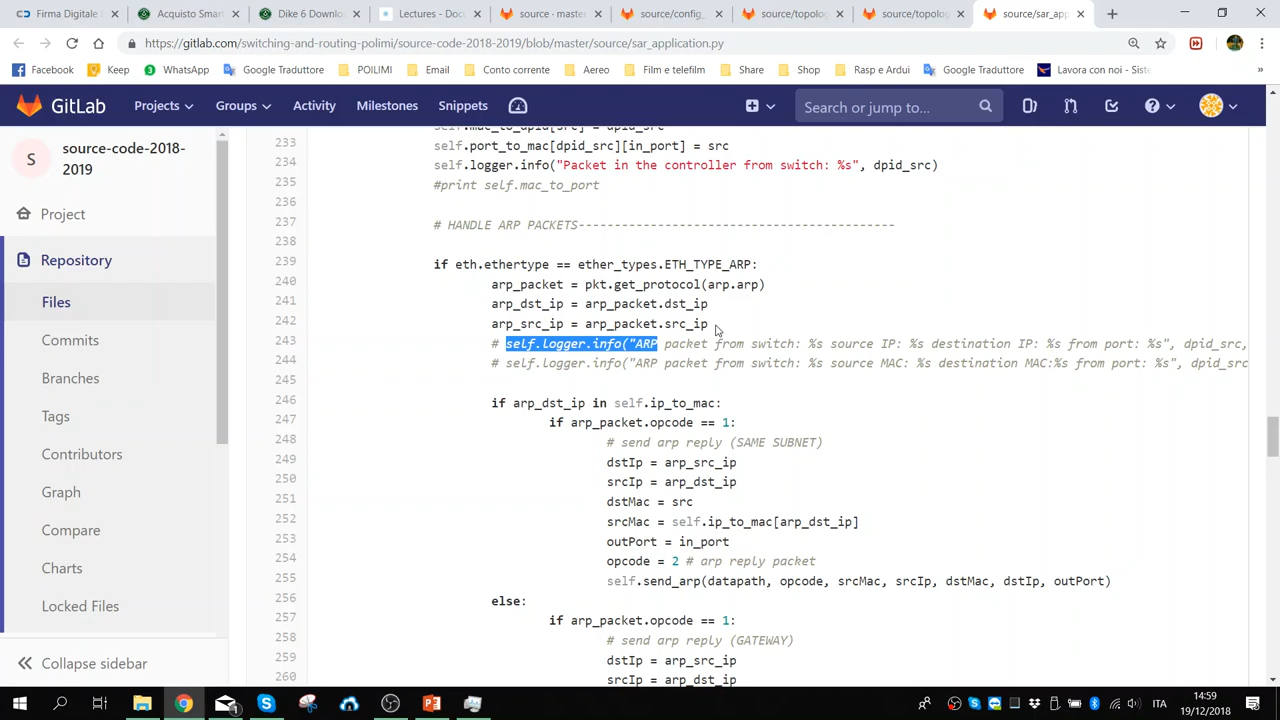 Firma Digitale
Acquisto Smar
Dike 6 Downlo
Lectures - Doc
source · maste
source/config_
source/topolog
source/topolog
source/sar_app
https://gitlab.com/switching-and-routing-polimi/source-code-2018-2019/blob/master/source/sar_application.py
Facebook
Keep
WhatsApp
Google Traduttore
POILIMI
Email
Conto corrente
Aereo
Film e telefilm
Share
Shop
Rasp e Ardui
Google Traduttore
Lavora con noi - Siste
»
GitLab
Projects
Groups
Activity
Milestones
Snippets
Search or jump to...
S
source-code-2018-2019
Project
Repository
Files
Commits
Branches
Tags
Contributors
Graph
Compare
Charts
Locked Files
Collapse sidebar
self.mac_to_dpid[src] = dpid_src
233 self.port_to_mac[dpid_src][in_port] = src
234 self.logger.info("Packet in the controller from switch: %s", dpid_src)
235 #print self.mac_to_port
236
237 # HANDLE ARP PACKETS--------------------------------------------
238
239 if eth.ethertype == ether_types.ETH_TYPE_ARP:
240 arp_packet = pkt.get_protocol(arp.arp)
241 arp_dst_ip = arp_packet.dst_ip
242 arp_src_ip = arp_packet.src_ip
243 # self.logger.info("ARP packet from switch: %s source IP: %s destination IP: %s from port: %s", dpid_src,
244 # self.logger.info("ARP packet from switch: %s source MAC: %s destination MAC:%s from port: %s", dpid_src
245
246 if arp_dst_ip in self.ip_to_mac:
247 if arp_packet.opcode == 1:
248 # send arp reply (SAME SUBNET)
249 dstIp = arp_src_ip
250 srcIp = arp_dst_ip
251 dstMac = src
252 srcMac = self.ip_to_mac[arp_dst_ip]
253 outPort = in_port
254 opcode = 2 # arp reply packet
255 self.send_arp(datapath, opcode, srcMac, srcIp, dstMac, dstIp, outPort)
256 else:
257 if arp_packet.opcode == 1:
258 # send arp reply (GATEWAY)
259 dstIp = arp_src_ip
260 srcIp = arp_dst_ip
ITA
14:59
19/12/2018